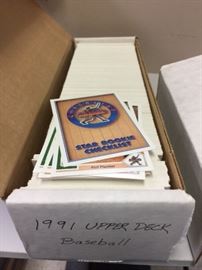 STAR ROOKIE
CHECKLIST
1991 UPPER DECK
Baseball